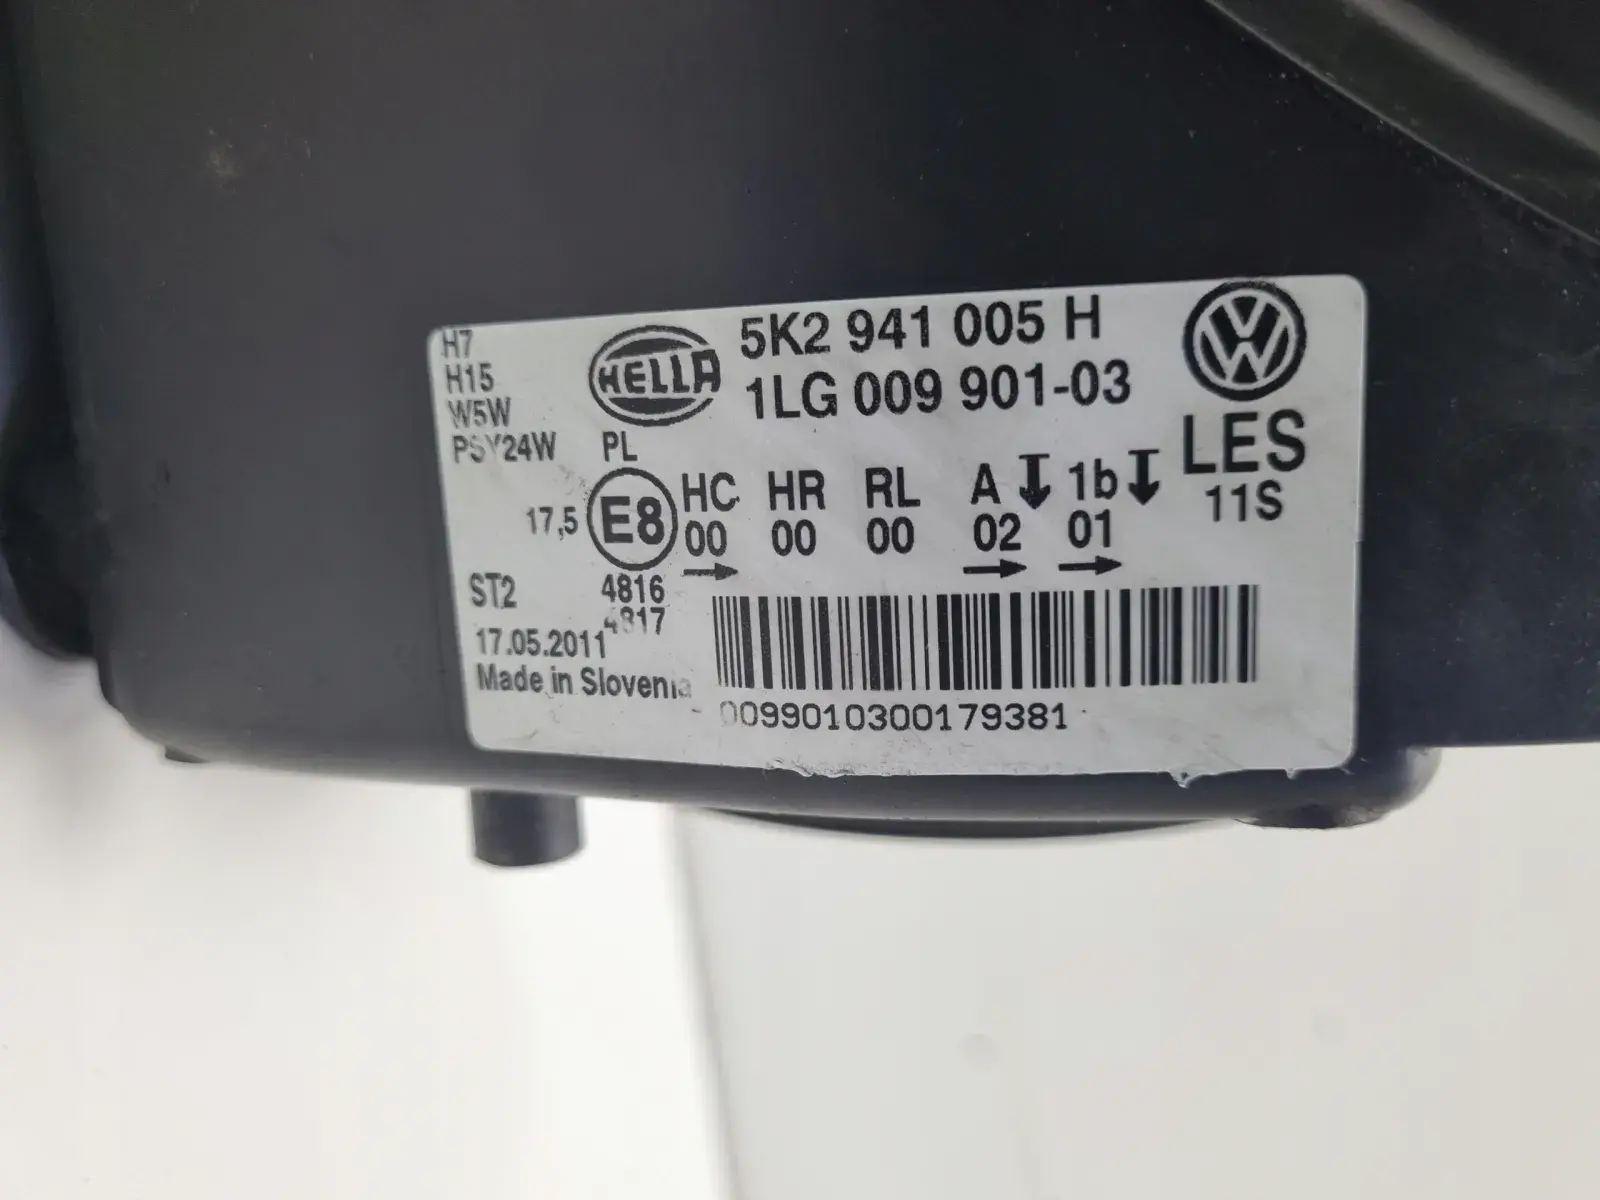 H7
H15
W5W
PSY24W
HELLA
5K2 941 005 H
1LG 009 901-03
PL
17,5
E8
HC HR RL A 1b
00 00 00 02 01
LES
11S
ST2
4816
4817
17.05.2011
Made in Slovenia
0099010300179381